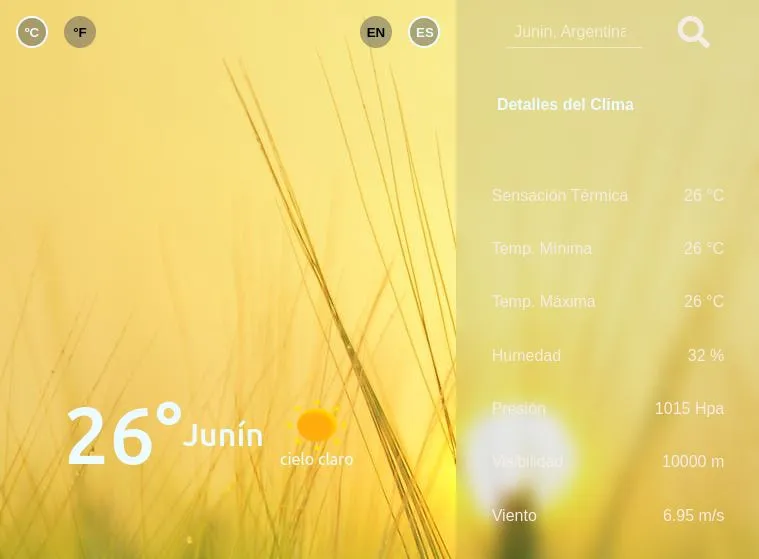 °C °F EN ES
Junín, Argentina
Detalles del Clima
Sensación Térmica 26 °C
Temp. Mínima 26 °C
Temp. Máxima 26 °C
Humedad 32 %
Presión 1015 Hpa
Visibilidad 10000 m
Viento 6.95 m/s
26° Junín
cielo claro